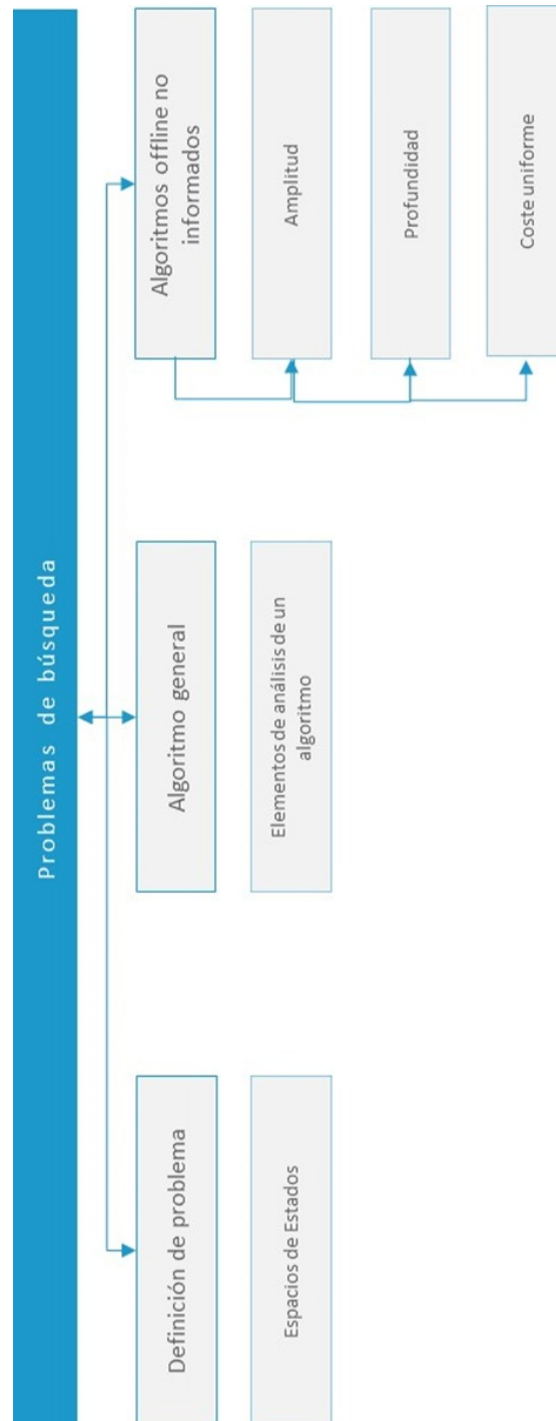 Problemas de búsqueda
Definición de problema
Espacios de Estados
Algoritmo general
Elementos de análisis de un
algoritmo
Algoritmos offline no
informados
Amplitud
Profundidad
Coste uniforme